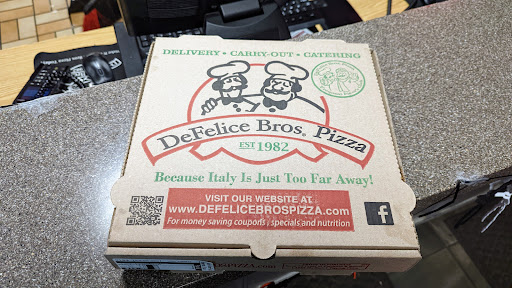 DELIVERY • CARRY-OUT • CATERING
DeFelice Bros. Pizza
EST 1982
Because Italy Is Just Too Far Away!
VISIT OUR WEBSITE AT
www.DEFELICEBROSPIZZA.com
For money saving coupons, specials and nutrition
f